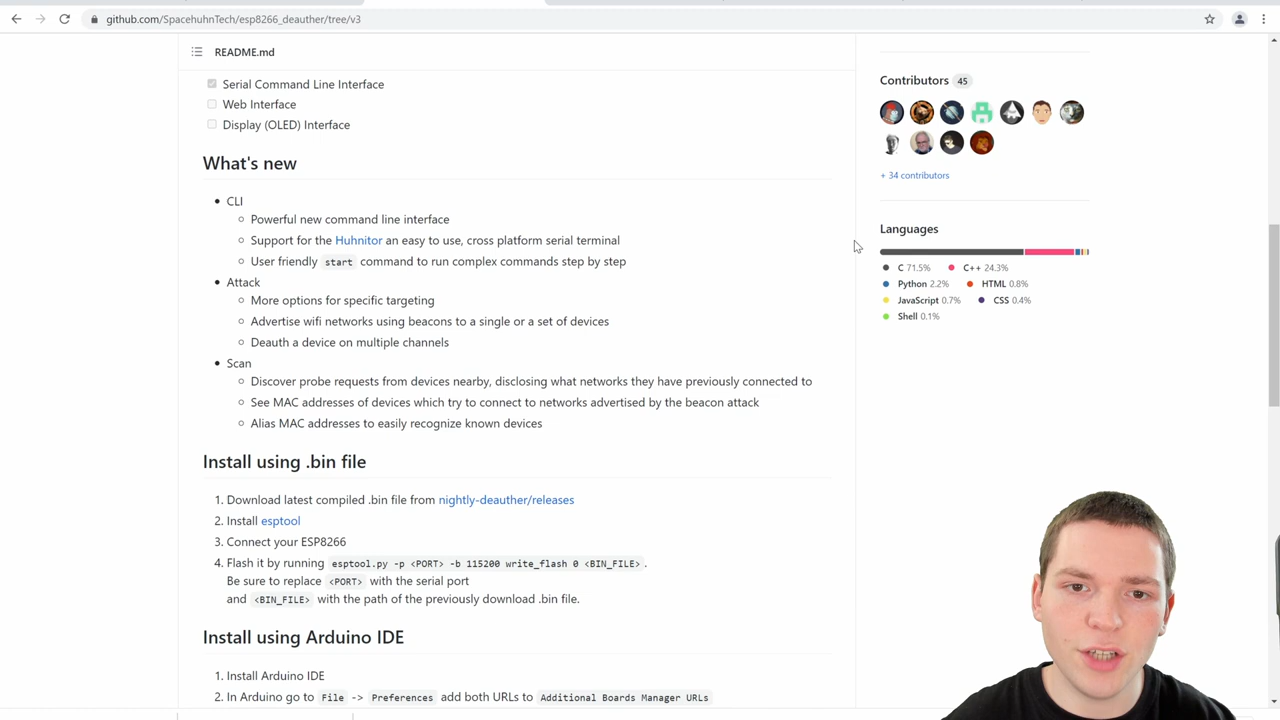 github.com/SpacehuhnTech/esp8266_deauther/tree/v3
README.md
Serial Command Line Interface
Web Interface
Display (OLED) Interface
What's new
CLI
Powerful new command line interface
Support for the Huhnitor an easy to use, cross platform serial terminal
User friendly start command to run complex commands step by step
Attack
More options for specific targeting
Advertise wifi networks using beacons to a single or a set of devices
Deauth a device on multiple channels
Scan
Discover probe requests from devices nearby, disclosing what networks they have previously connected to
See MAC addresses of devices which try to connect to networks advertised by the beacon attack
Alias MAC addresses to easily recognize known devices
Install using .bin file
1. Download latest compiled .bin file from nightly-deauther/releases
2. Install esptool
3. Connect your ESP8266
4. Flash it by running esptool.py -p <PORT> -b 115200 write_flash 0 <BIN_FILE> .
Be sure to replace <PORT> with the serial port
and <BIN_FILE> with the path of the previously download .bin file.
Install using Arduino IDE
1. Install Arduino IDE
2. In Arduino go to File -> Preferences add both URLs to Additional Boards Manager URLs
Contributors 45
+ 34 contributors
Languages
C 71.5% C++ 24.3%
Python 2.2% HTML 0.8%
JavaScript 0.7% CSS 0.4%
Shell 0.1%